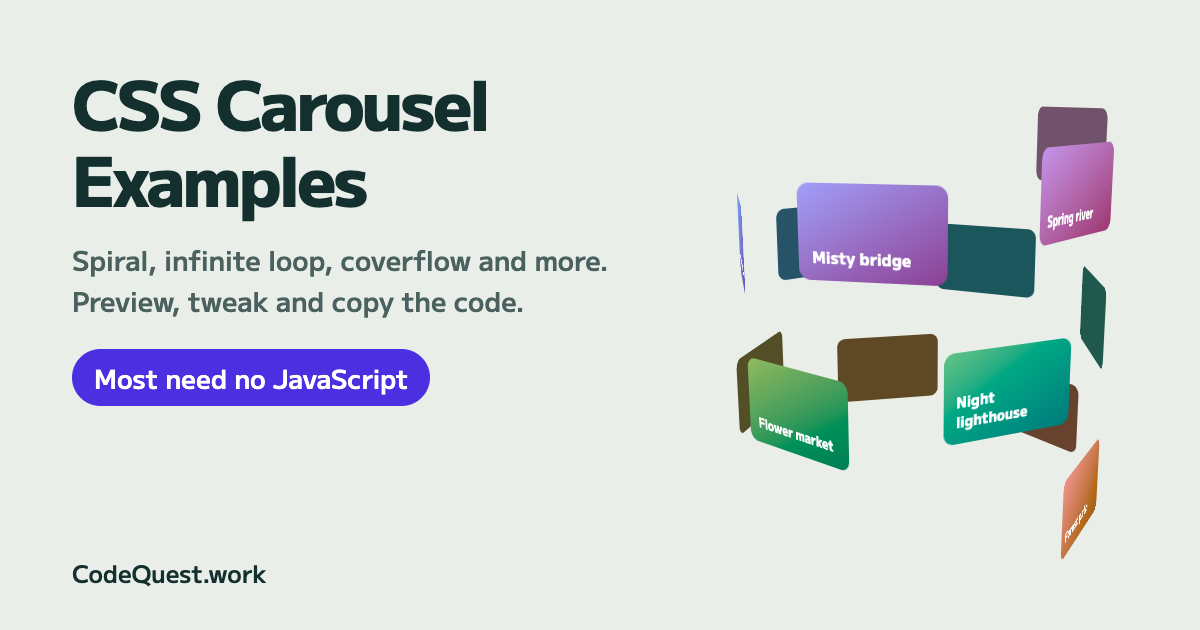 CSS Carousel
Examples
Spiral, infinite loop, coverflow and more.
Preview, tweak and copy the code.
Most need no JavaScript
Spring river
Misty bridge
Night
lighthouse
Flower market
CodeQuest.work